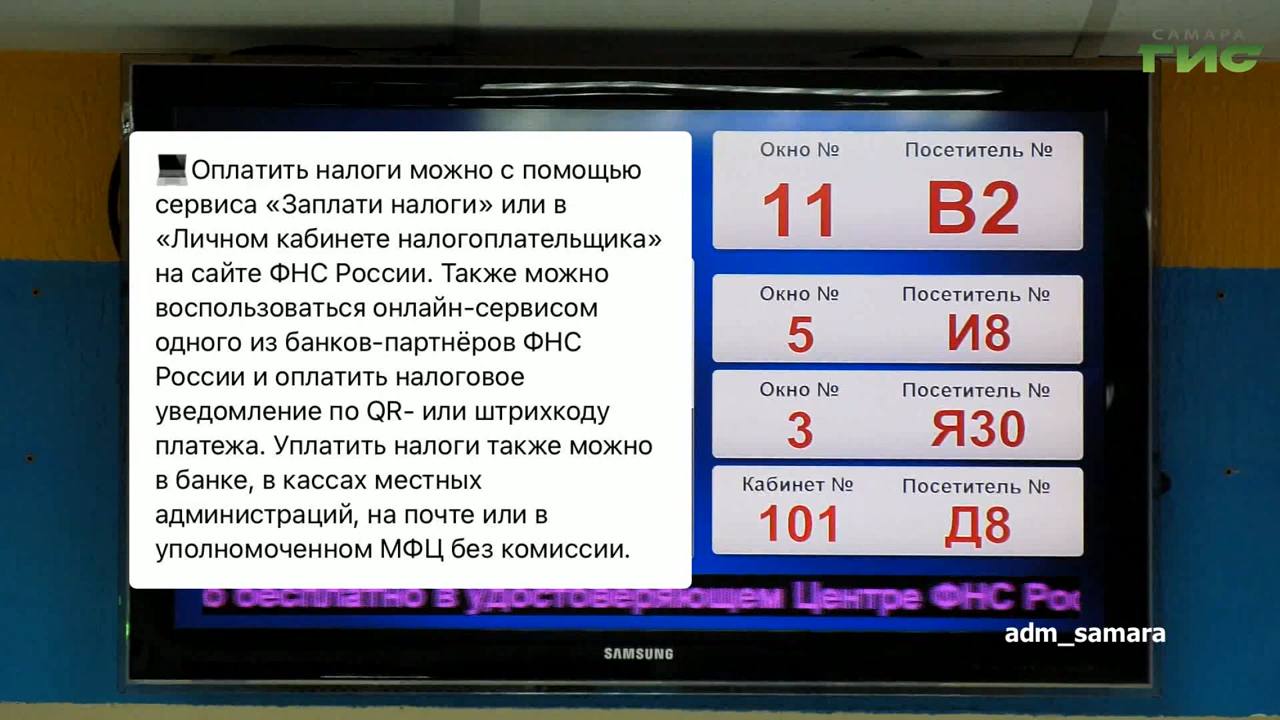 САМАРА
ГИС
Оплатить налоги можно с помощью
сервиса «Заплати налоги» или в
«Личном кабинете налогоплательщика»
на сайте ФНС России. Также можно
воспользоваться онлайн-сервисом
одного из банков-партнёров ФНС
России и оплатить налоговое
уведомление по QR- или штрихкоду
платежа. Уплатить налоги также можно
в банке, в кассах местных
администраций, на почте или в
уполномоченном МФЦ без комиссии.
Окно № Посетитель №
11 В2
Окно № Посетитель №
5 И8
Окно № Посетитель №
3 Я30
Кабинет № Посетитель №
101 Д8
бесплатно в удостоверяющем Центре ФНС
adm_samara
SAMSUNG